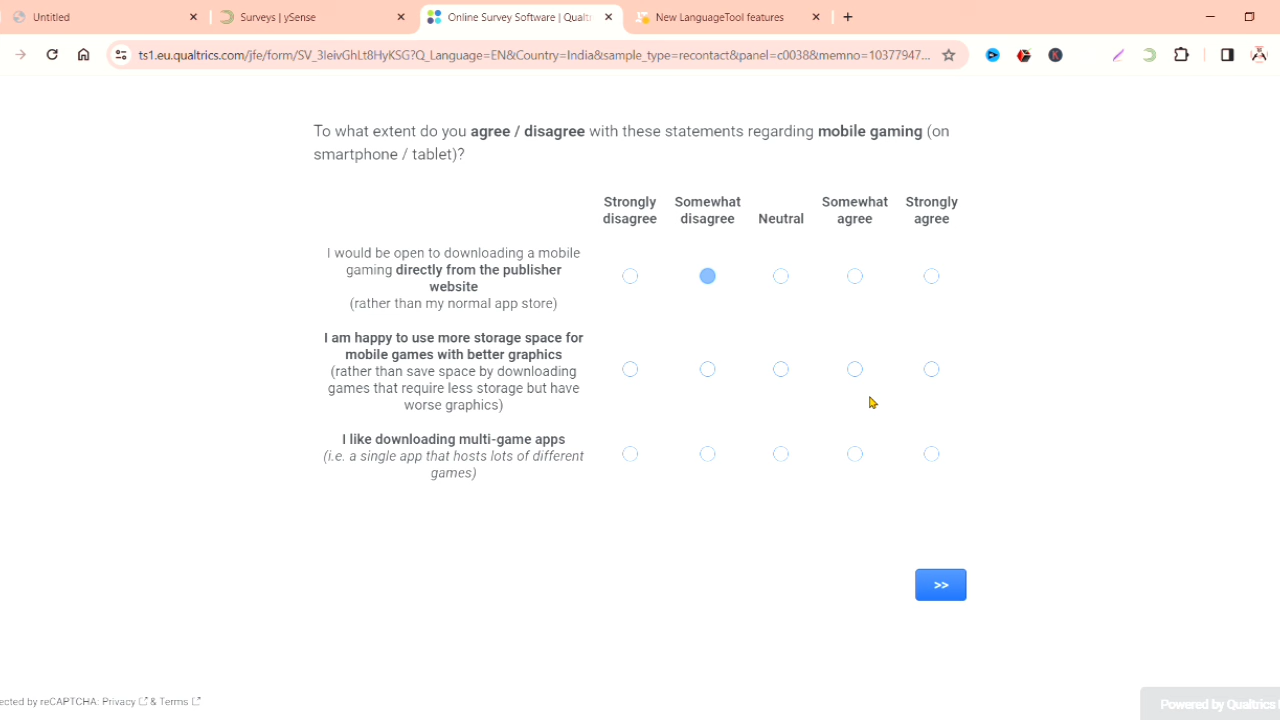 Untitled
Surveys | ySense
Online Survey Software | Qualtr
New LanguageTool features
ts1.eu.qualtrics.com/jfe/form/SV_3IeivGhLt8HyKSG?Q_Language=EN&Country=India&sample_type=recontact&panel=c0038&memno=10377947...
To what extent do you agree / disagree with these statements regarding mobile gaming (on
smartphone / tablet)?
Strongly disagree
Somewhat disagree
Neutral
Somewhat agree
Strongly agree
I would be open to downloading a mobile
gaming directly from the publisher
website
(rather than my normal app store)
I am happy to use more storage space for
mobile games with better graphics
(rather than save space by downloading
games that require less storage but have
worse graphics)
I like downloading multi-game apps
(i.e. a single app that hosts lots of different
games)
>>
ected by reCAPTCHA: Privacy & Terms
Powered by Qualtrics